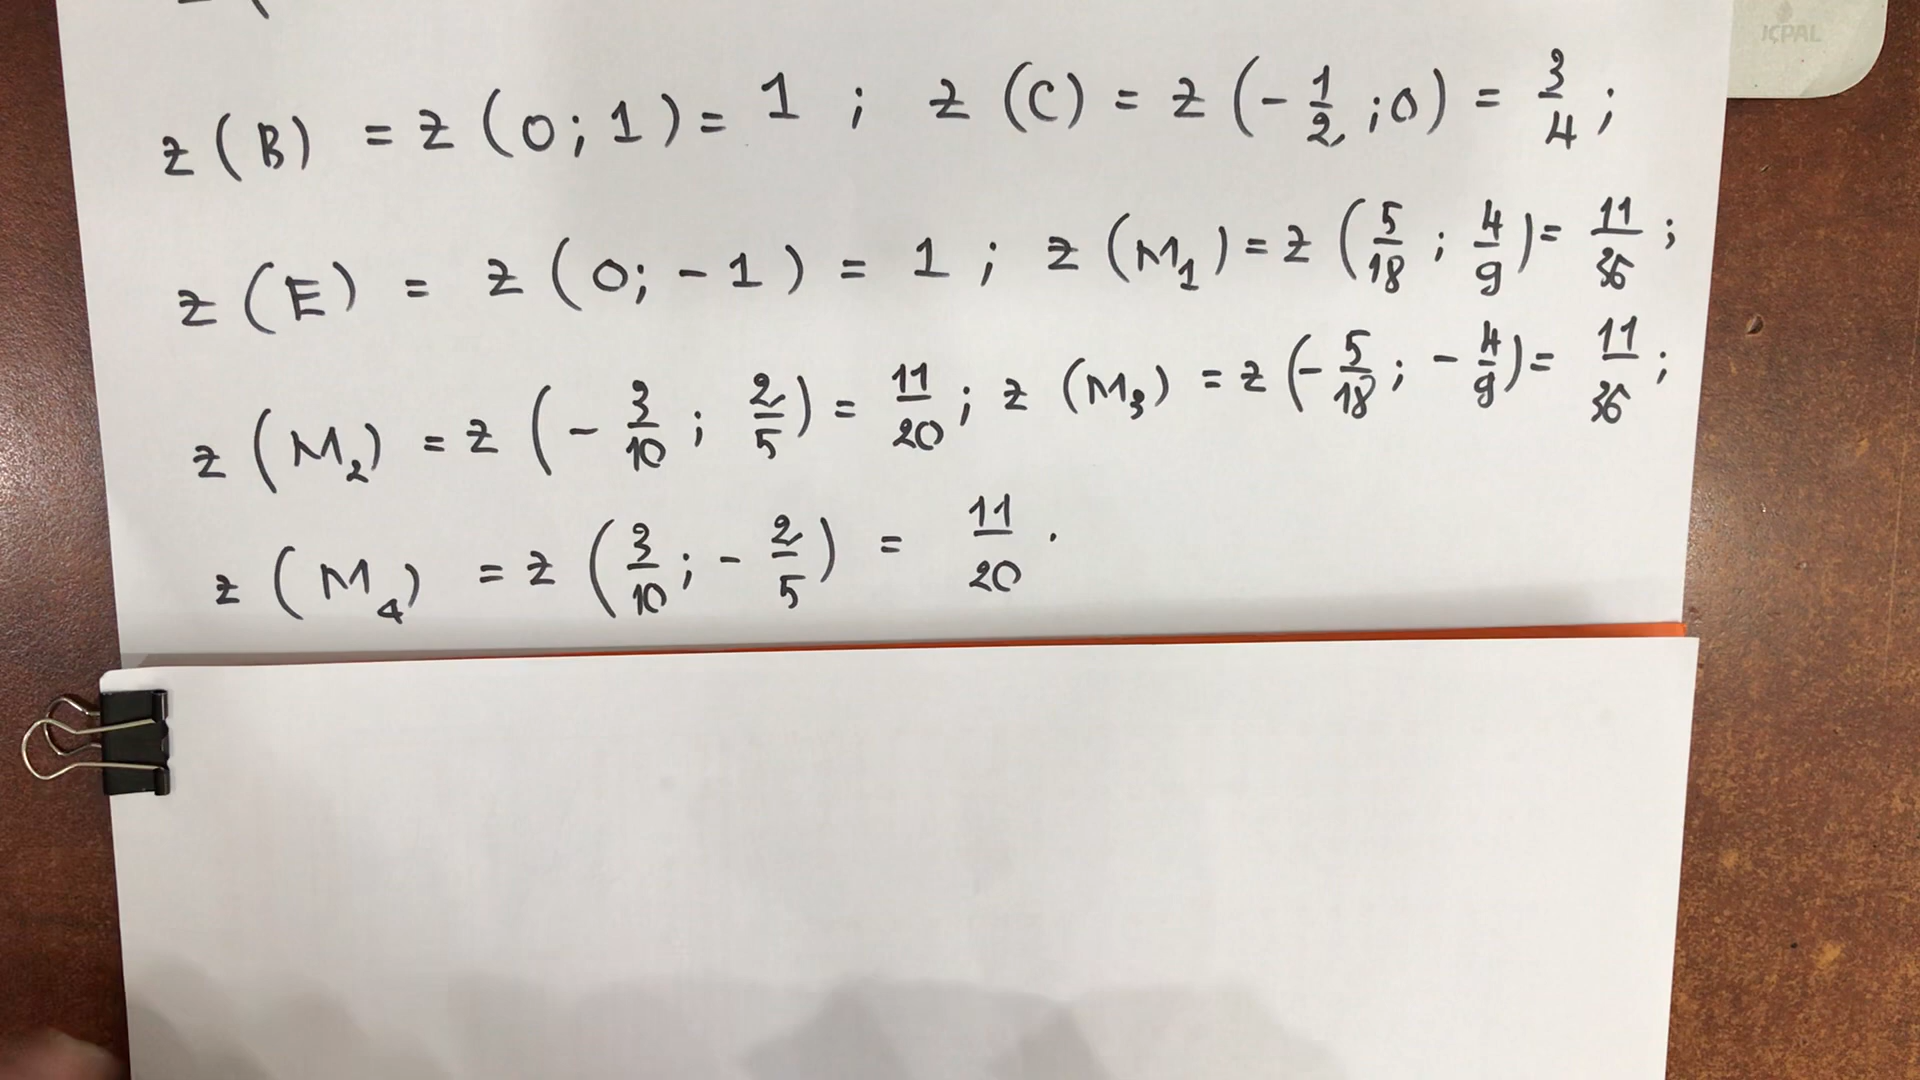 JCPAL
z(B) = z(0;1) = 1 ; z(C) = z(-1/2;0) = 3/4 ;
z(E) = z(0;-1) = 1 ; z(M₁) = z(5/18 ; 4/9) = 11/36 ;
z(M₂) = z(-3/10 ; 2/5) = 11/20 ; z(M₃) = z(-5/18 ; -4/9) = 11/36 ;
z(M₄) = z(3/10 ; -2/5) = 11/20 .